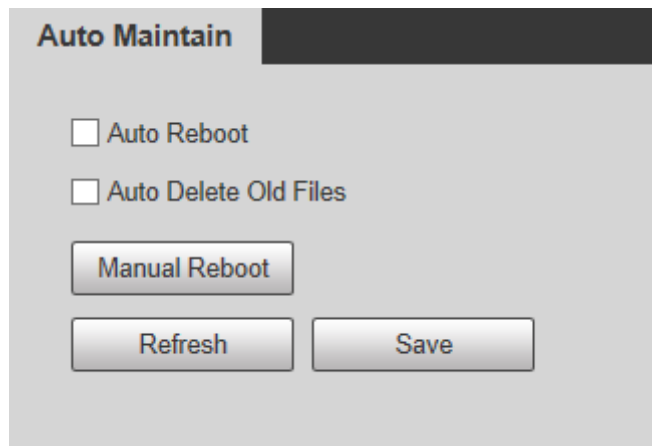 Auto Maintain
Auto Reboot
Auto Delete Old Files
Manual Reboot
Refresh Save